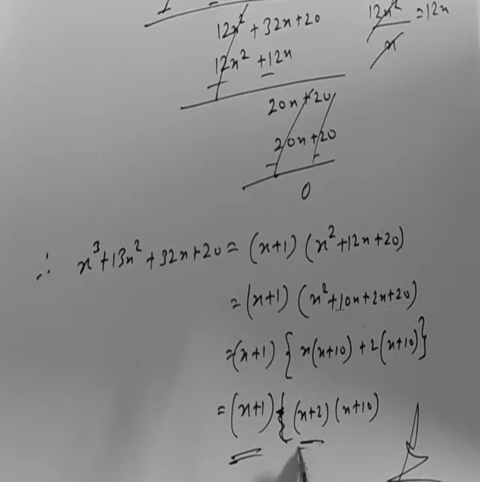 12x² + 32x + 20
12x² + 12x
12x²/x = 12x
20x + 20
20x + 20
0
∴ x³ + 13x² + 32x + 20 = (x+1) (x² + 12x + 20)
= (x+1) (x² + 10x + 2x + 20)
= (x+1) { x(x+10) + 2(x+10) }
= (x+1) { (x+2) (x+10)